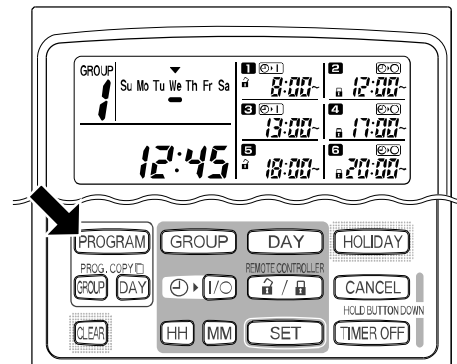 GROUP
1
Su Mo Tu We Th Fr Sa
12:45
1 I 8:00~
2 12:00~
3 I 13:00~
4 17:00~
5 18:00~
6 20:00~
PROGRAM GROUP DAY HOLIDAY
PROG. COPY REMOTE CONTROLLER
GROUP DAY I/O / CANCEL
HOLD BUTTON DOWN
CLEAR HH MM SET TIMER OFF